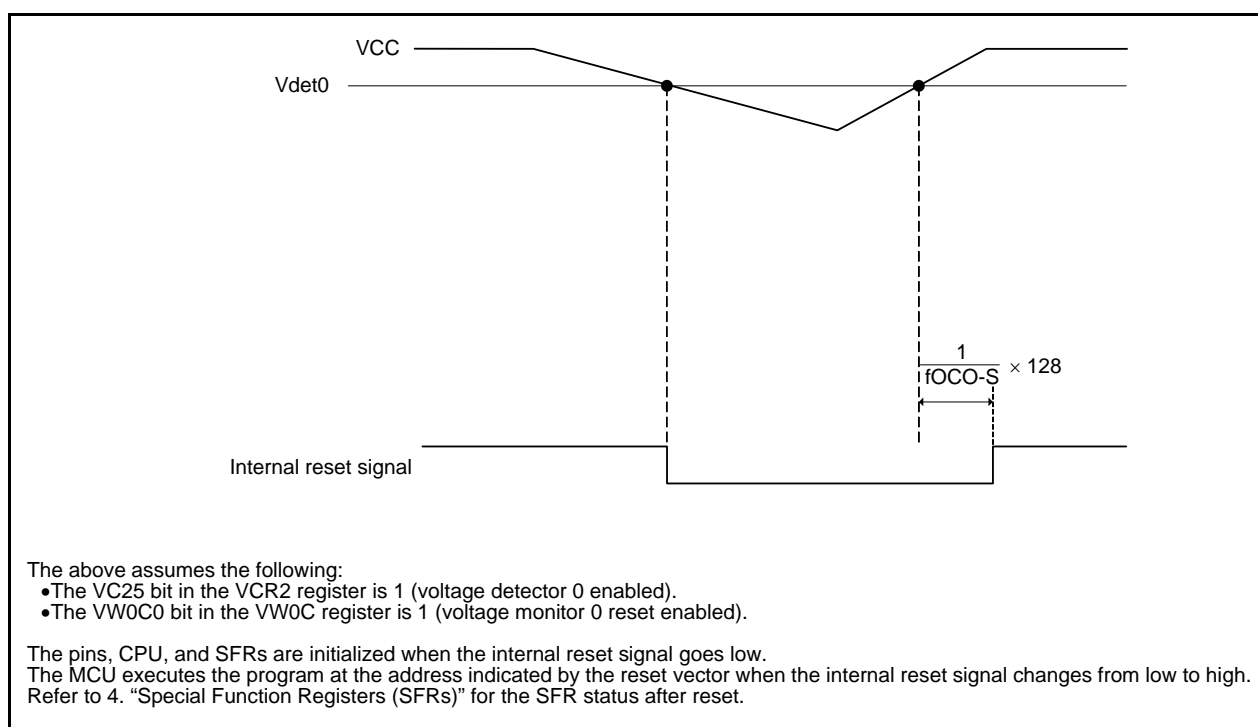 VCC
Vdet0
1
fOCO-S
× 128
Internal reset signal
The above assumes the following:
•The VC25 bit in the VCR2 register is 1 (voltage detector 0 enabled).
•The VW0C0 bit in the VW0C register is 1 (voltage monitor 0 reset enabled).
The pins, CPU, and SFRs are initialized when the internal reset signal goes low.
The MCU executes the program at the address indicated by the reset vector when the internal reset signal changes from low to high.
Refer to 4. “Special Function Registers (SFRs)” for the SFR status after reset.